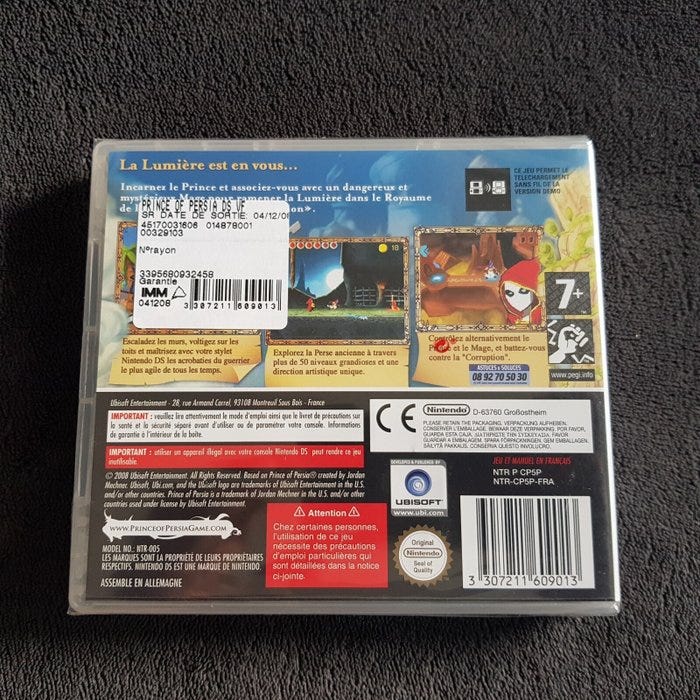 La Lumière est en vous...
Incarnez le Prince et associez-vous avec un dangereux et
mystérieux Mage pour ramener la Lumière dans le Royaume
CE JEU PERMET LE
TELECHARGEMENT
SANS FIL DE LA
VERSION DEMO
PRINCE OF PERSIA DS VF
SR DATE DE SORTIE: 04/12/0
45170031606 014878001
00329103
N°rayon
3395680932458
Garantie
IMM
041208
3 307211 609013
18
7+
www.pegi.info
Escaladez les murs, voltigez sur les
toits et maîtrisez avec votre stylet
Nintendo DS les acrobaties du guerrier
le plus agile de tous les temps.
Explorez la Perse ancienne à travers
plus de 50 niveaux grandioses et une
direction artistique unique.
Contrôlez alternativement le
Prince et le Mage, et battez-vous
contre la "Corruption".
ASTUCES & SOLUCES
08 92 70 50 30
Ubisoft Entertainment - 28, rue Armand Carrel, 93108 Montreuil Sous Bois - France
IMPORTANT : veuillez lire attentivement le mode d'emploi ainsi que le livret de précautions sur
la santé et la sécurité avant d'utiliser ou de paramétrer votre console. Informations
de garantie à l'intérieur de la boîte.
IMPORTANT : utiliser un appareil illégal avec votre console Nintendo DS peut rendre ce jeu
inutilisable.
© 2008 Ubisoft Entertainment. All Rights Reserved. Based on Prince of Persia® created by Jordan
Mechner. Ubisoft, Ubi.com, and the Ubisoft logo are trademarks of Ubisoft Entertainment in the U.S.
and/or other countries. Prince of Persia is a trademark of Jordan Mechner in the U.S. and/or other countries
used under license by Ubisoft Entertainment.
www.PrinceofPersiaGame.com
MODEL NO.: NTR-005
LES MARQUES SONT LA PROPRIÉTÉ DE LEURS PROPRIÉTAIRES
RESPECTIFS. NINTENDO DS EST UNE MARQUE DE NINTENDO.
ASSEMBLE EN ALLEMAGNE
Attention
Chez certaines personnes,
l'utilisation de ce jeu
nécessite des précautions
d'emploi particulières qui
sont détaillées dans la notice
ci-jointe.
CE
Nintendo
D-63760 Großostheim
PLEASE RETAIN THE PACKAGING. VERPACKUNG AUFHEBEN.
CONSERVER L'EMBALLAGE. BEWAAR DEZE VERPAKKING. POR FAVOR,
DEVELOPED & PUBLISHED BY
UBISOFT
www.ubi.com
JEU ET MANUEL EN FRANÇAIS
NTR P CP5P
NTR-CP5P-FRA
Original
Nintendo
Seal of
Quality
3 307211 609013